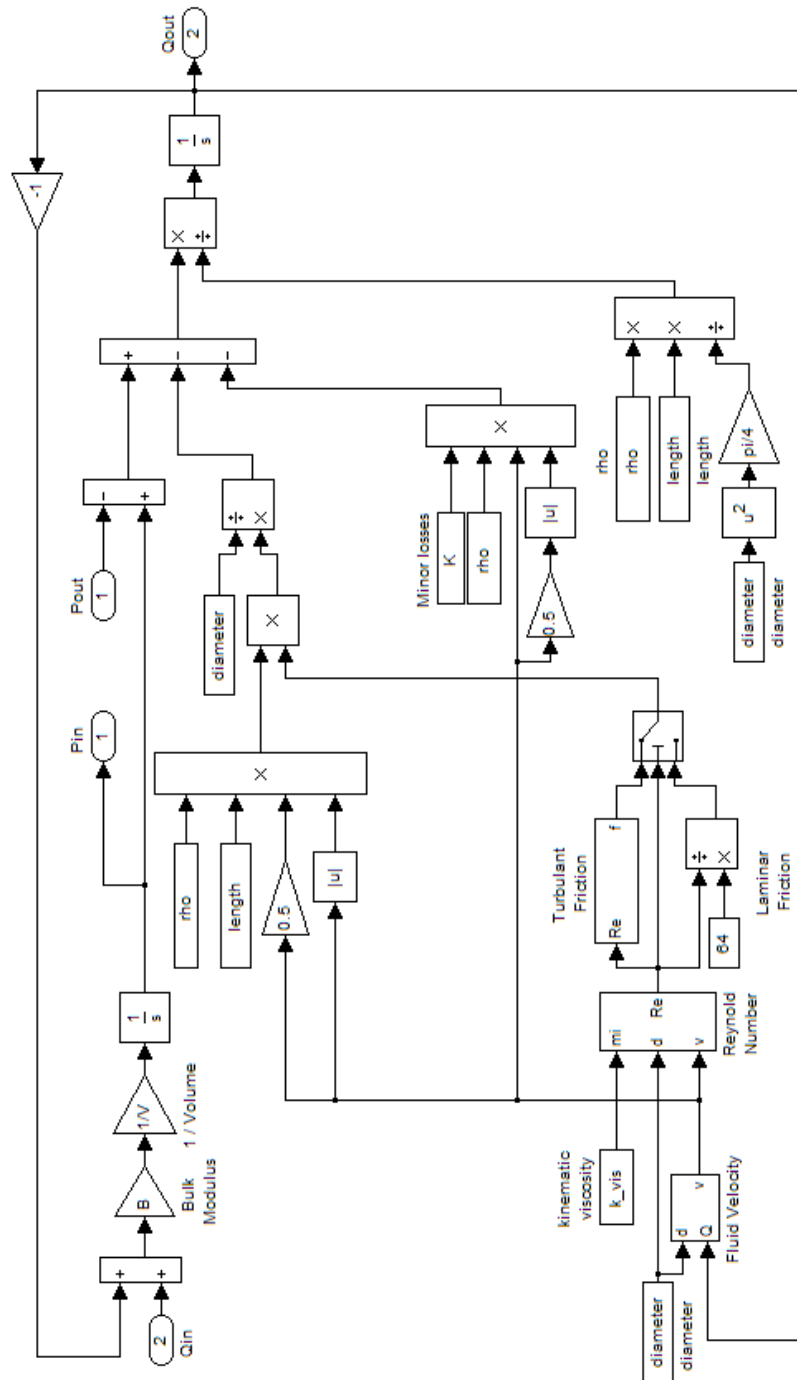 -1
+
+
2
Qin
B
Bulk
Modulus
1/V
1 / Volume
1
s
Pin
1
Pout
1
-
+
+
-
-
×
÷
1
s
Qout
2
rho
length
0.5
|u|
×
diameter
×
÷
×
Minor losses
K
rho
0.5
|u|
×
kinematic
viscosity
k_vis
diameter
diameter
d
Q
v
Fluid Velocity
mi
d
v
Re
Reynold
Number
Turbulant
Friction
Re
f
64
÷
×
Laminar
Friction
rho
rho
length
length
diameter
diameter
u²
pi/4
×
×
÷